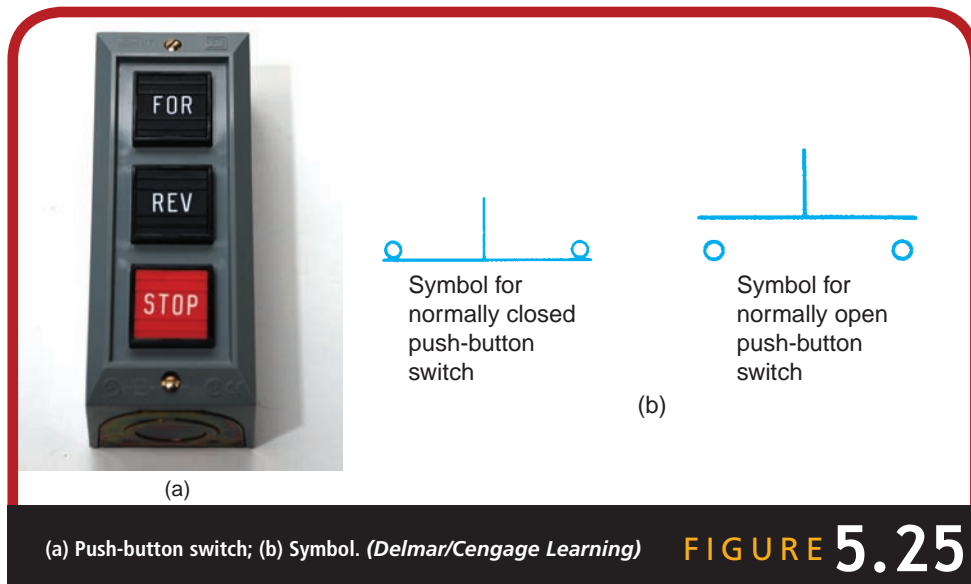 FOR
REV
STOP
(a)
Symbol for
normally closed
push-button
switch
Symbol for
normally open
push-button
switch
(b)
(a) Push-button switch; (b) Symbol. (Delmar/Cengage Learning)
FIGURE 5.25